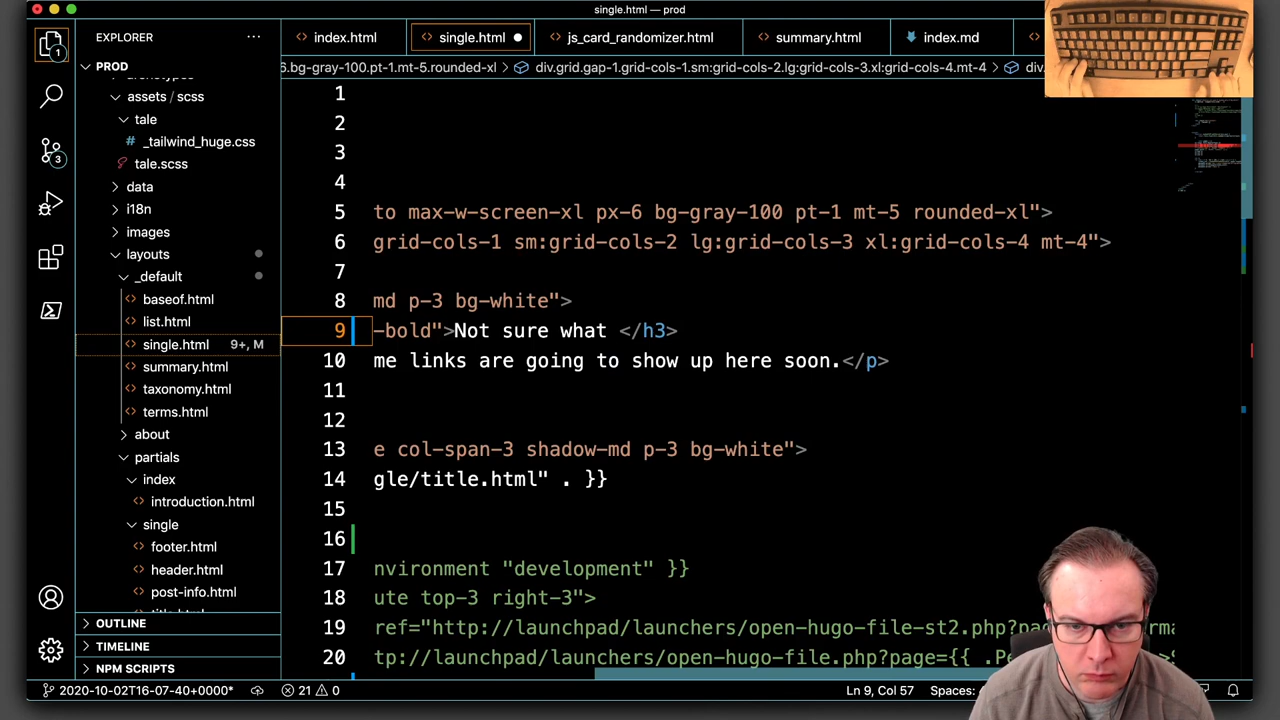 single.html — prod
EXPLORER
index.html
single.html
js_card_randomizer.html
summary.html
index.md
PROD
6.bg-gray-100.pt-1.mt-5.rounded-xl
div.grid.gap-1.grid-cols-1.sm:grid-cols-2.lg:grid-cols-3.xl:grid-cols-4.mt-4
assets / scss
tale
_tailwind_huge.css
tale.scss
data
i18n
images
layouts
_default
baseof.html
list.html
single.html 9+, M
summary.html
taxonomy.html
terms.html
about
partials
index
introduction.html
single
footer.html
header.html
post-info.html
OUTLINE
TIMELINE
NPM SCRIPTS
1
2
3
4
5 to max-w-screen-xl px-6 bg-gray-100 pt-1 mt-5 rounded-xl">
6 grid-cols-1 sm:grid-cols-2 lg:grid-cols-3 xl:grid-cols-4 mt-4">
7
8 md p-3 bg-white">
9 -bold">Not sure what </h3>
10 me links are going to show up here soon.</p>
11
12
13 e col-span-3 shadow-md p-3 bg-white">
14 gle/title.html" . }}
15
16
17 nvironment "development" }}
18 ute top-3 right-3">
19 ref="http://launchpad/launchers/open-hugo-file-st2.php?pa
20 tp://launchpad/launchers/open-hugo-file.php?page={{ .Pe
1
3
2020-10-02T16-07-40+0000*
21
0
Ln 9, Col 57
Spaces: